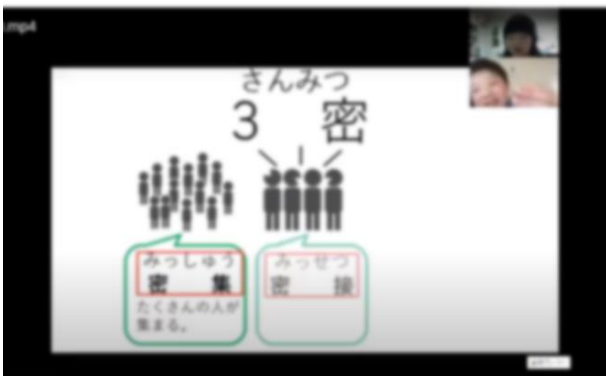 .mp4
さんみつ
3 密
みっしゅう
密 集
たくさんの人が
集まる。
みっせつ
密 接